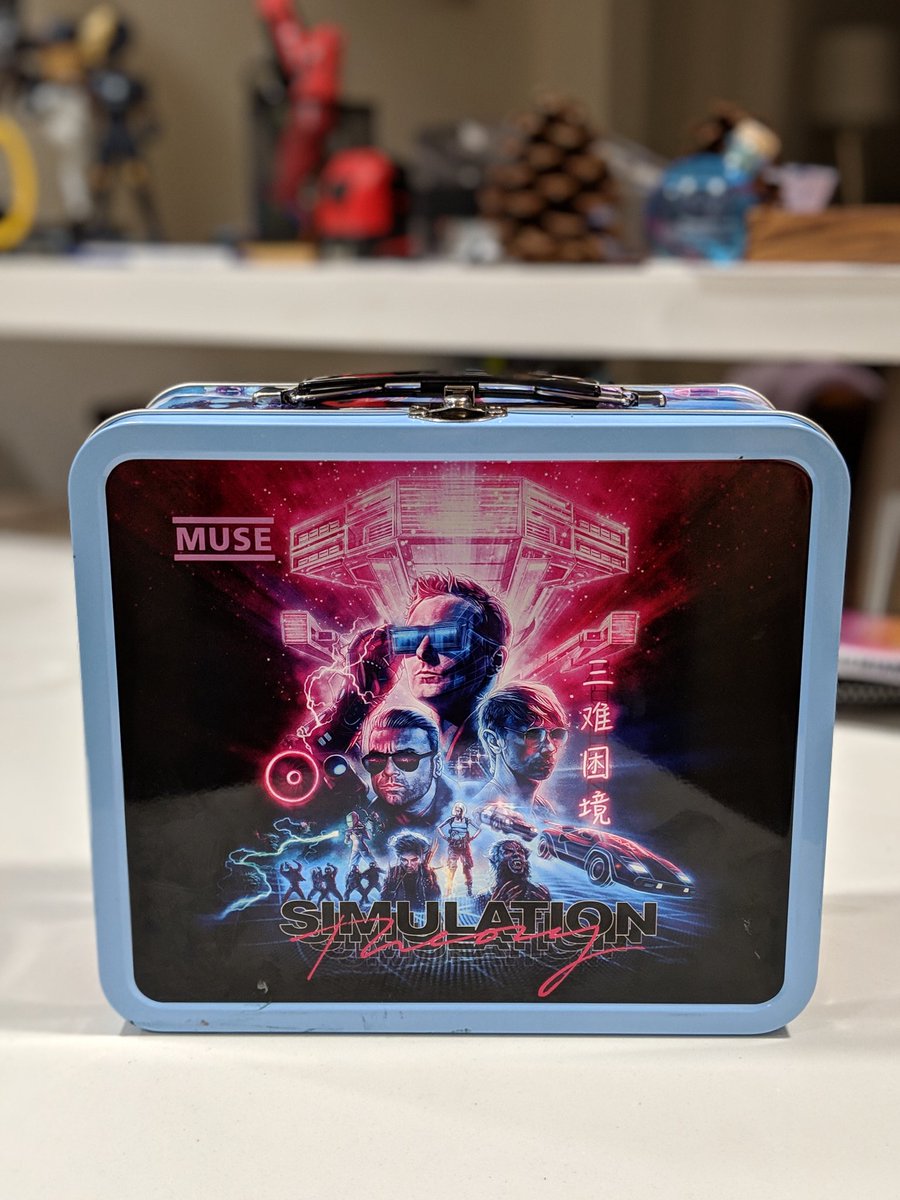 MUSE
三难困境
SIMULATION
Theory